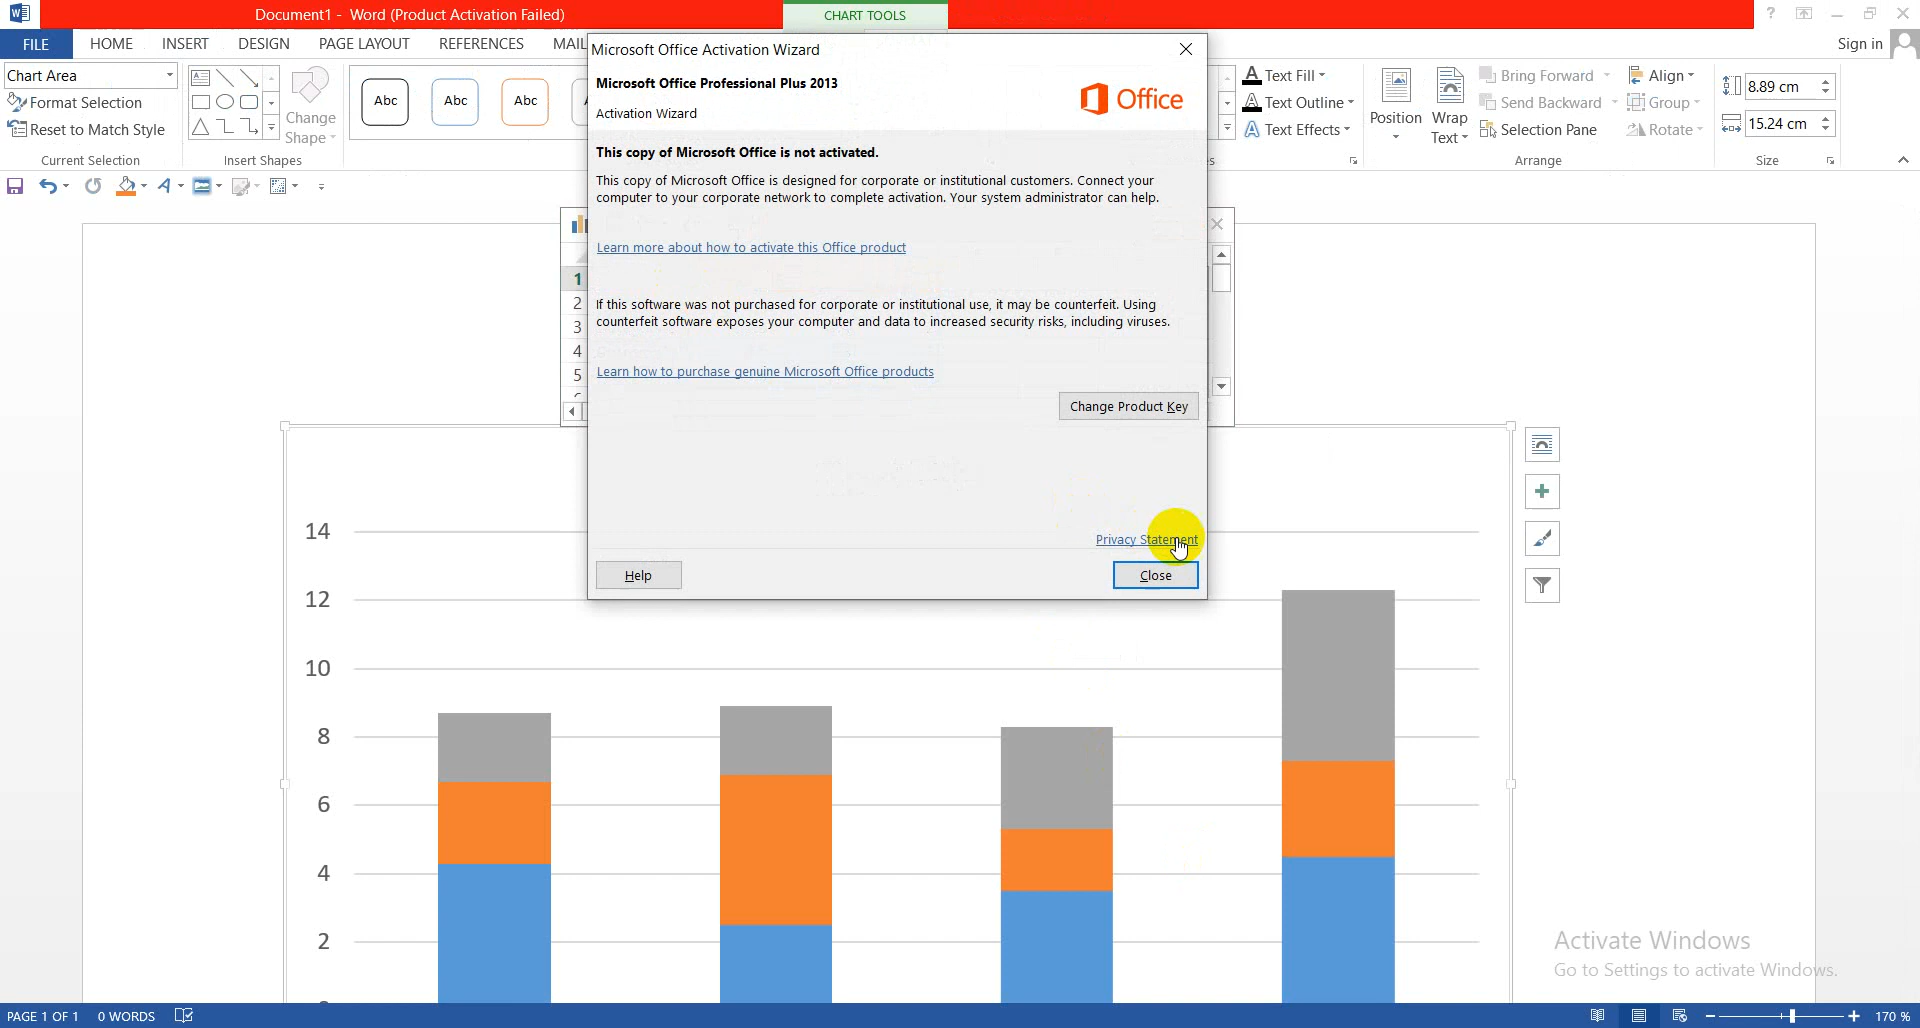 Document1 - Word (Product Activation Failed)
CHART TOOLS
?
FILE HOME INSERT DESIGN PAGE LAYOUT REFERENCES MAIL
Sign in
Microsoft Office Activation Wizard
Chart Area
Format Selection
Reset to Match Style
Current Selection
Change
Shape
Insert Shapes
Abc Abc Abc
Microsoft Office Professional Plus 2013
Activation Wizard
Office
Text Fill
Text Outline
Text Effects
Position
Wrap
Text
Bring Forward
Send Backward
Selection Pane
Align
Group
Rotate
Arrange
8.89 cm
15.24 cm
Size
This copy of Microsoft Office is not activated.
This copy of Microsoft Office is designed for corporate or institutional customers. Connect your
computer to your corporate network to complete activation. Your system administrator can help.
Learn more about how to activate this Office product
If this software was not purchased for corporate or institutional use, it may be counterfeit. Using
counterfeit software exposes your computer and data to increased security risks, including viruses.
Learn how to purchase genuine Microsoft Office products
Change Product Key
Privacy Statement
Help
Close
1
2
3
4
5
14
12
10
8
6
4
2
Activate Windows
Go to Settings to activate Windows.
PAGE 1 OF 1 0 WORDS
170 %